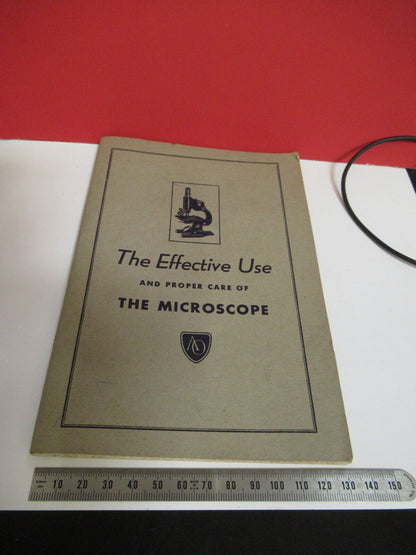 The Effective Use
AND PROPER CARE OF
THE MICROSCOPE
AO
10 20 30 40 50 60 70 80 90 100 110 120 130 140 150